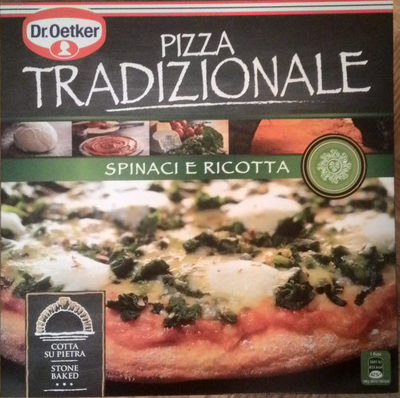 Dr.Oetker
PIZZA
TRADIZIONALE
SPINACI E RICOTTA
COTTA
SU PIETRA
STONE
BAKED